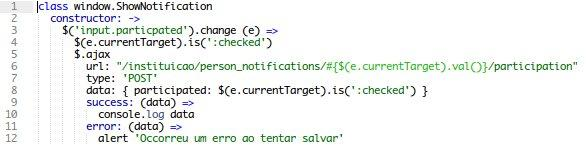 1 class window.ShowNotification
2 constructor: ->
3 $('input.particpated').change (e) =>
4 $(e.currentTarget).is(':checked')
5 $.ajax
6 url: "/instituicao/person_notifications/#{$(e.currentTarget).val()}/participation"
7 type: 'POST'
8 data: { participated: $(e.currentTarget).is(':checked') }
9 success: (data) =>
10 console.log data
11 error: (data) =>
12 alert 'Occorreu um erro ao tentar salvar'